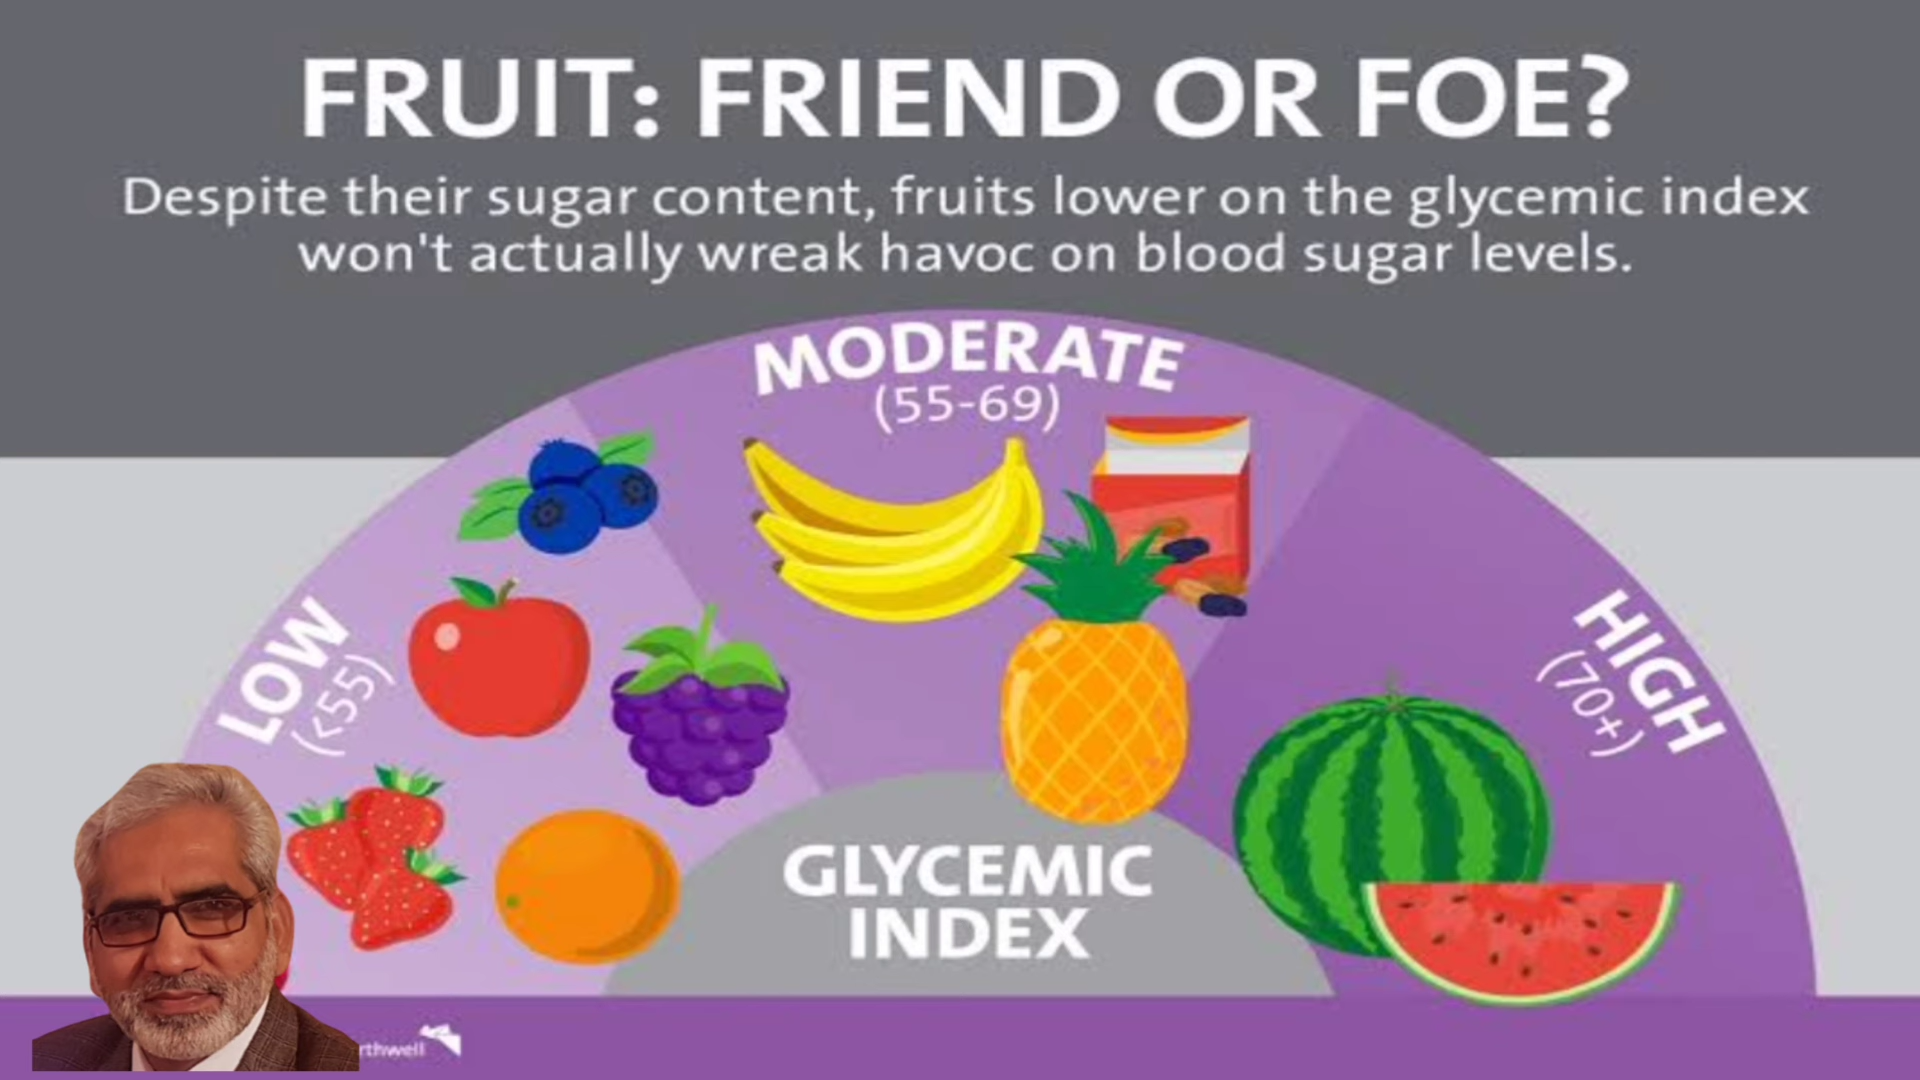 FRUIT: FRIEND OR FOE?
Despite their sugar content, fruits lower on the glycemic index
won't actually wreak havoc on blood sugar levels.
MODERATE
(55-69)
LOW
(<55)
HIGH
(70+)
GLYCEMIC
INDEX
rthwell